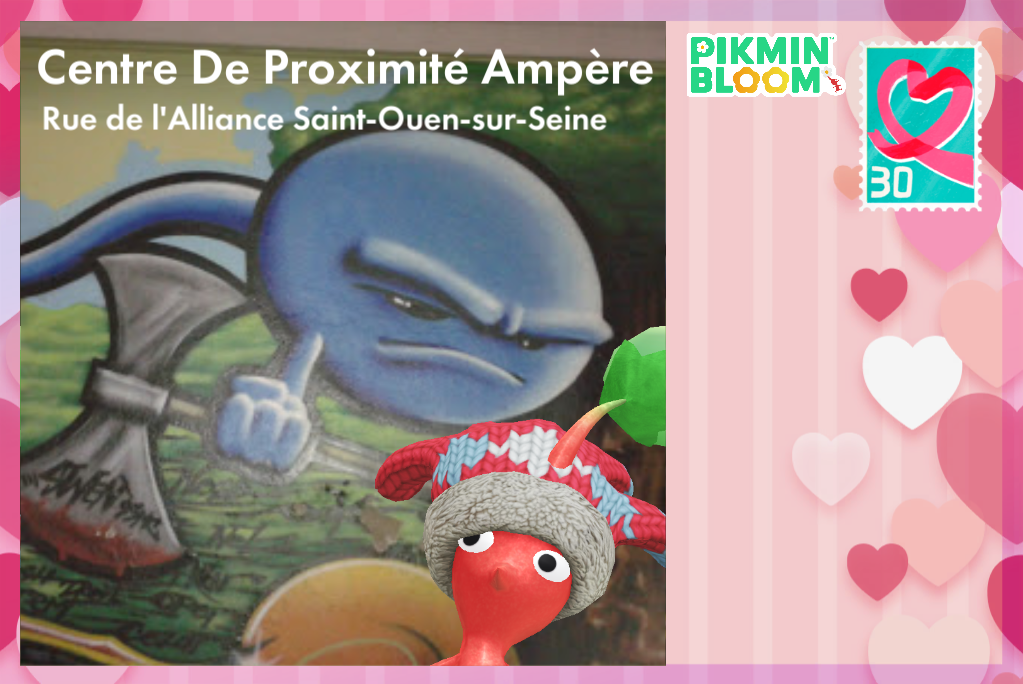 Centre De Proximité Ampère
Rue de l'Alliance Saint-Ouen-sur-Seine
PIKMIN
BLOOM
30